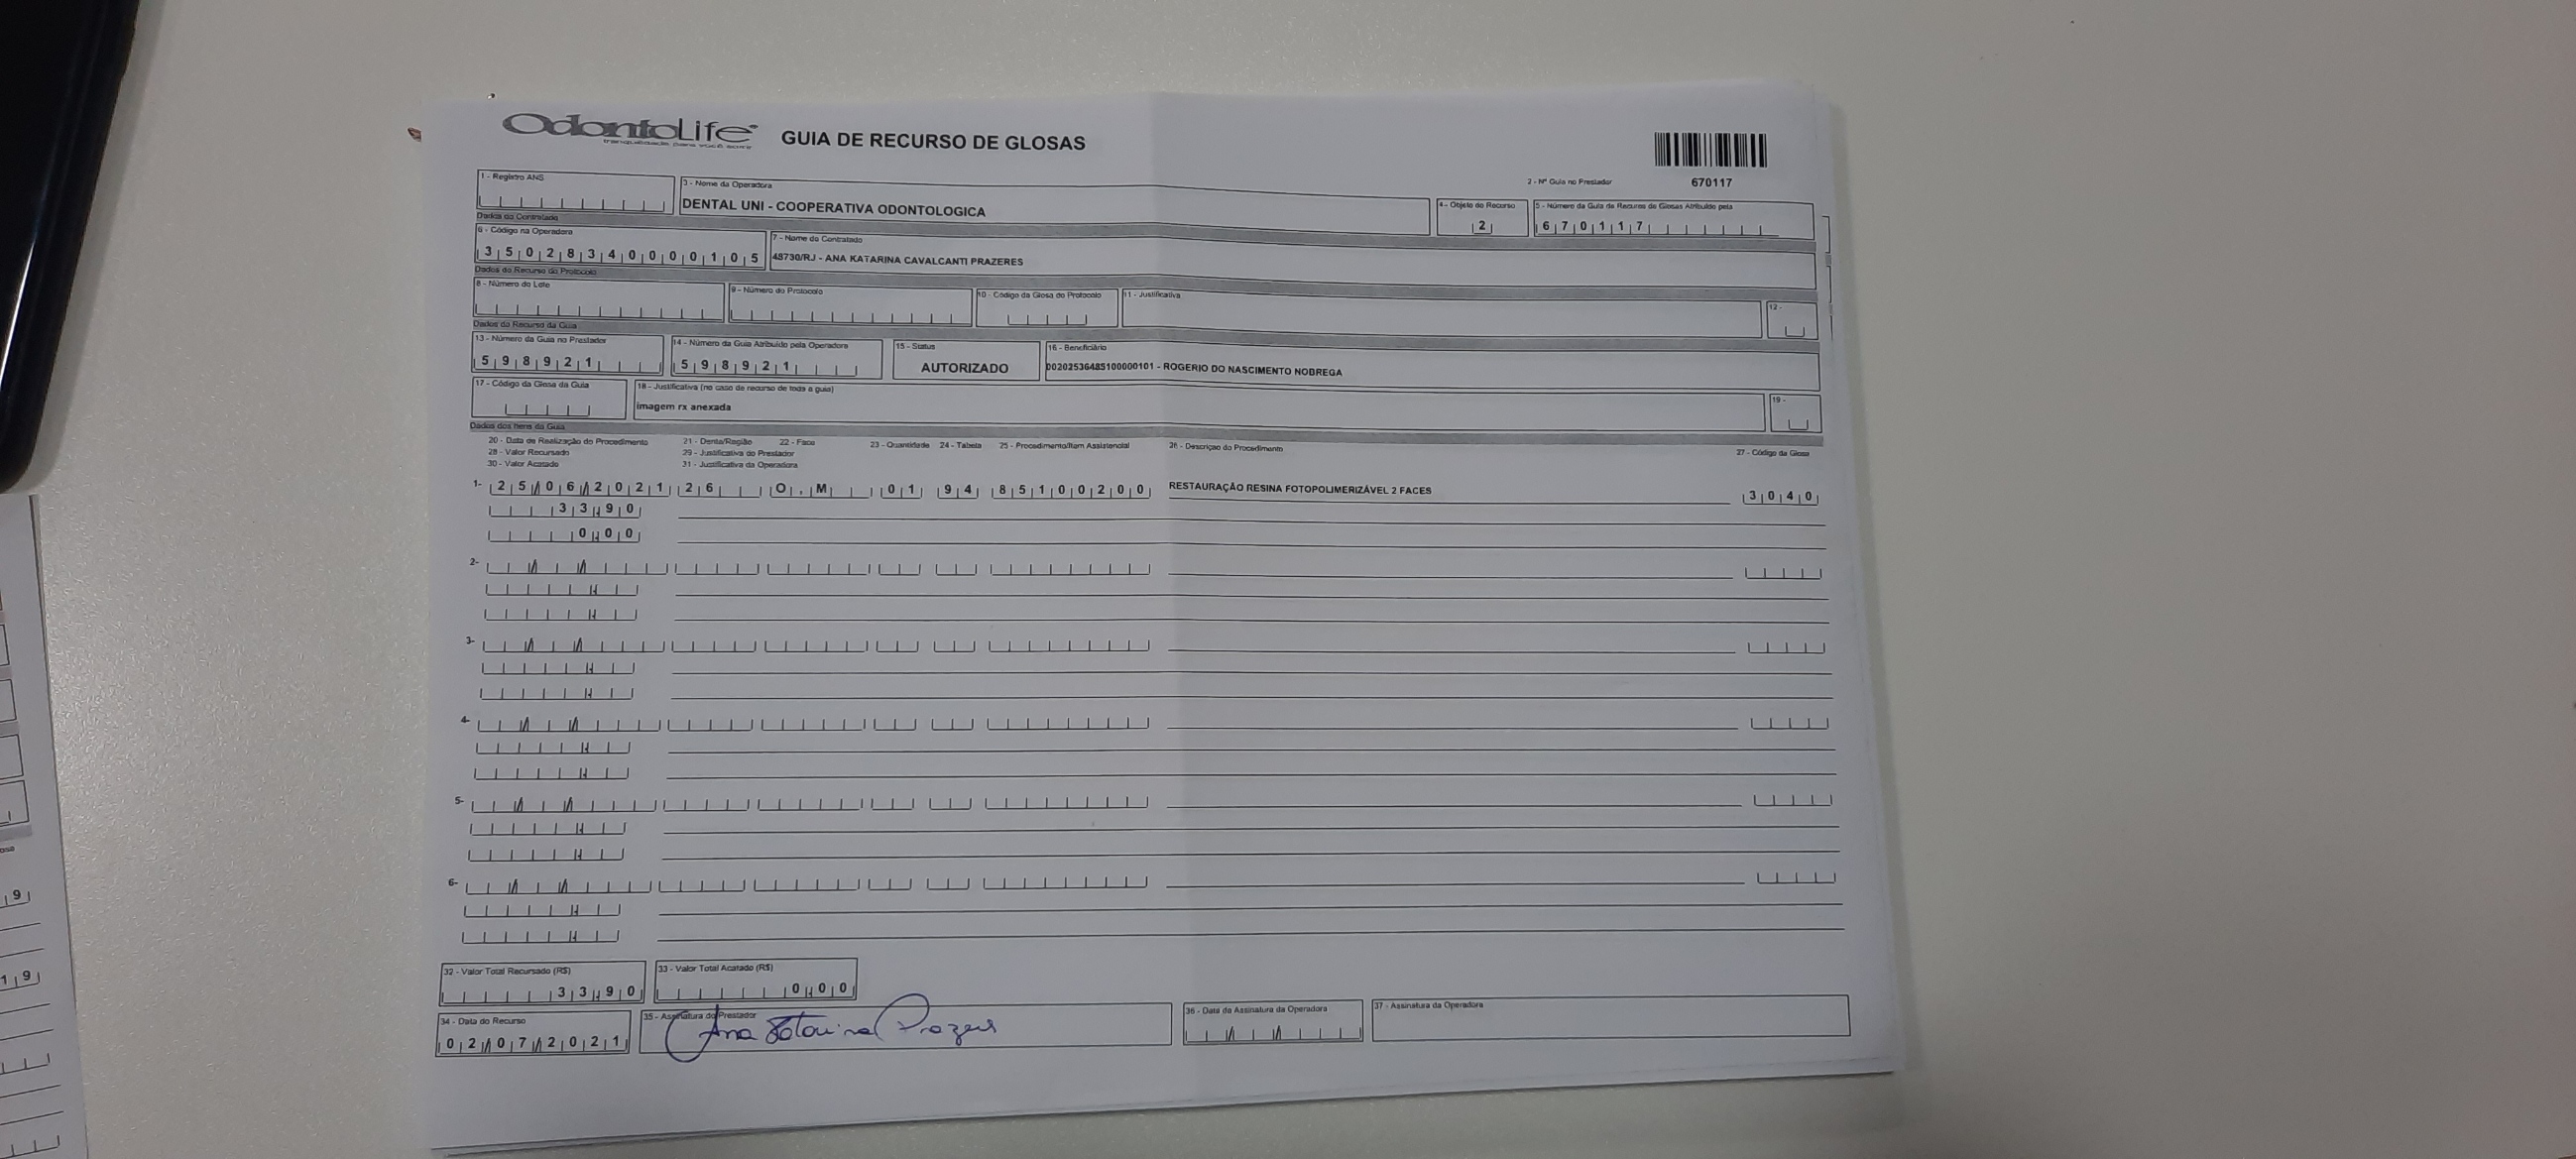 OdontoLife
tranquilidade para você sorrir
GUIA DE RECURSO DE GLOSAS
2 - Nº Guia no Prestador
670117
1 - Registro ANS
3 - Nome da Operadora
DENTAL UNI - COOPERATIVA ODONTOLOGICA
4 - Objeto do Recurso
2
5 - Número da Guia de Recurso de Glosas Atribuído pela
670117
Dados do Contratado
6 - Código na Operadora
35028340000105
7 - Nome do Contratado
48730/RJ - ANA KATARINA CAVALCANTI PRAZERES
Dados do Recurso do Protocolo
8 - Número do Lote
9 - Número do Protocolo
10 - Código da Glosa do Protocolo
11 - Justificativa
12 -
Dados do Recurso da Guia
13 - Número da Guia no Prestador
598921
14 - Número da Guia Atribuído pela Operadora
598921
15 - Status
AUTORIZADO
16 - Beneficiário
00202536485100000101 - ROGERIO DO NASCIMENTO NOBREGA
17 - Código da Glosa da Guia
18 - Justificativa (no caso de recurso de toda a guia)
imagem rx anexada
19 -
Dados dos Itens da Guia
20 - Data de Realização do Procedimento 21 - Dente/Região 22 - Face 23 - Quantidade 24 - Tabela 25 - Procedimento/Item Assistencial 26 - Descrição do Procedimento 27 - Código da Glosa
28 - Valor Recursado 29 - Justificativa do Prestador
30 - Valor Acatado 31 - Justificativa da Operadora
1- 25/06/2021 26 O,M 01 94 85100200 RESTAURAÇÃO RESINA FOTOPOLIMERIZÁVEL 2 FACES 3040
33,90
0,00
2-
3-
4-
5-
6-
32 - Valor Total Recursado (R$)
33,90
33 - Valor Total Acatado (R$)
0,00
34 - Data do Recurso
02/07/2021
35 - Assinatura do Prestador
Ana Katarina Prazeres
36 - Data da Assinatura da Operadora
37 - Assinatura da Operadora
9
19